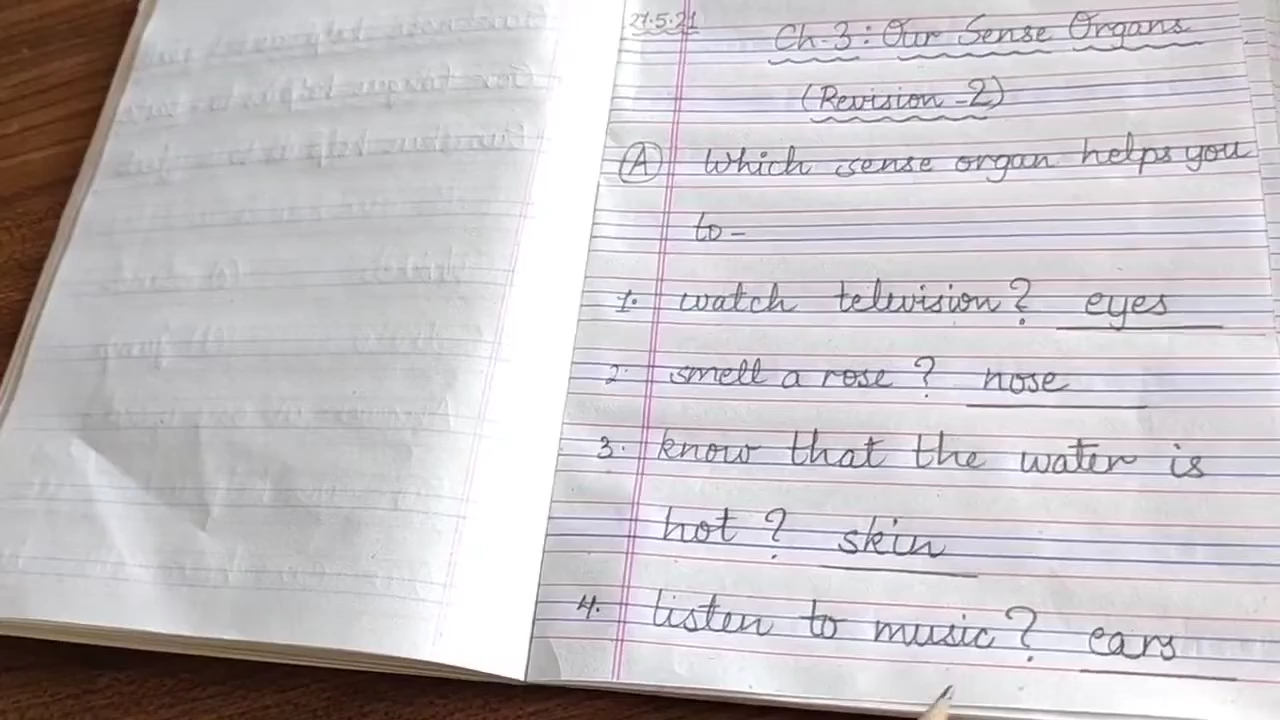 27.5.21
Ch-3: Our Sense Organs
(Revision -2)
(A) Which sense organ helps you
to -
1. watch television? eyes
2. smell a rose? nose
3. know that the water is
hot? skin
4. listen to music? ears